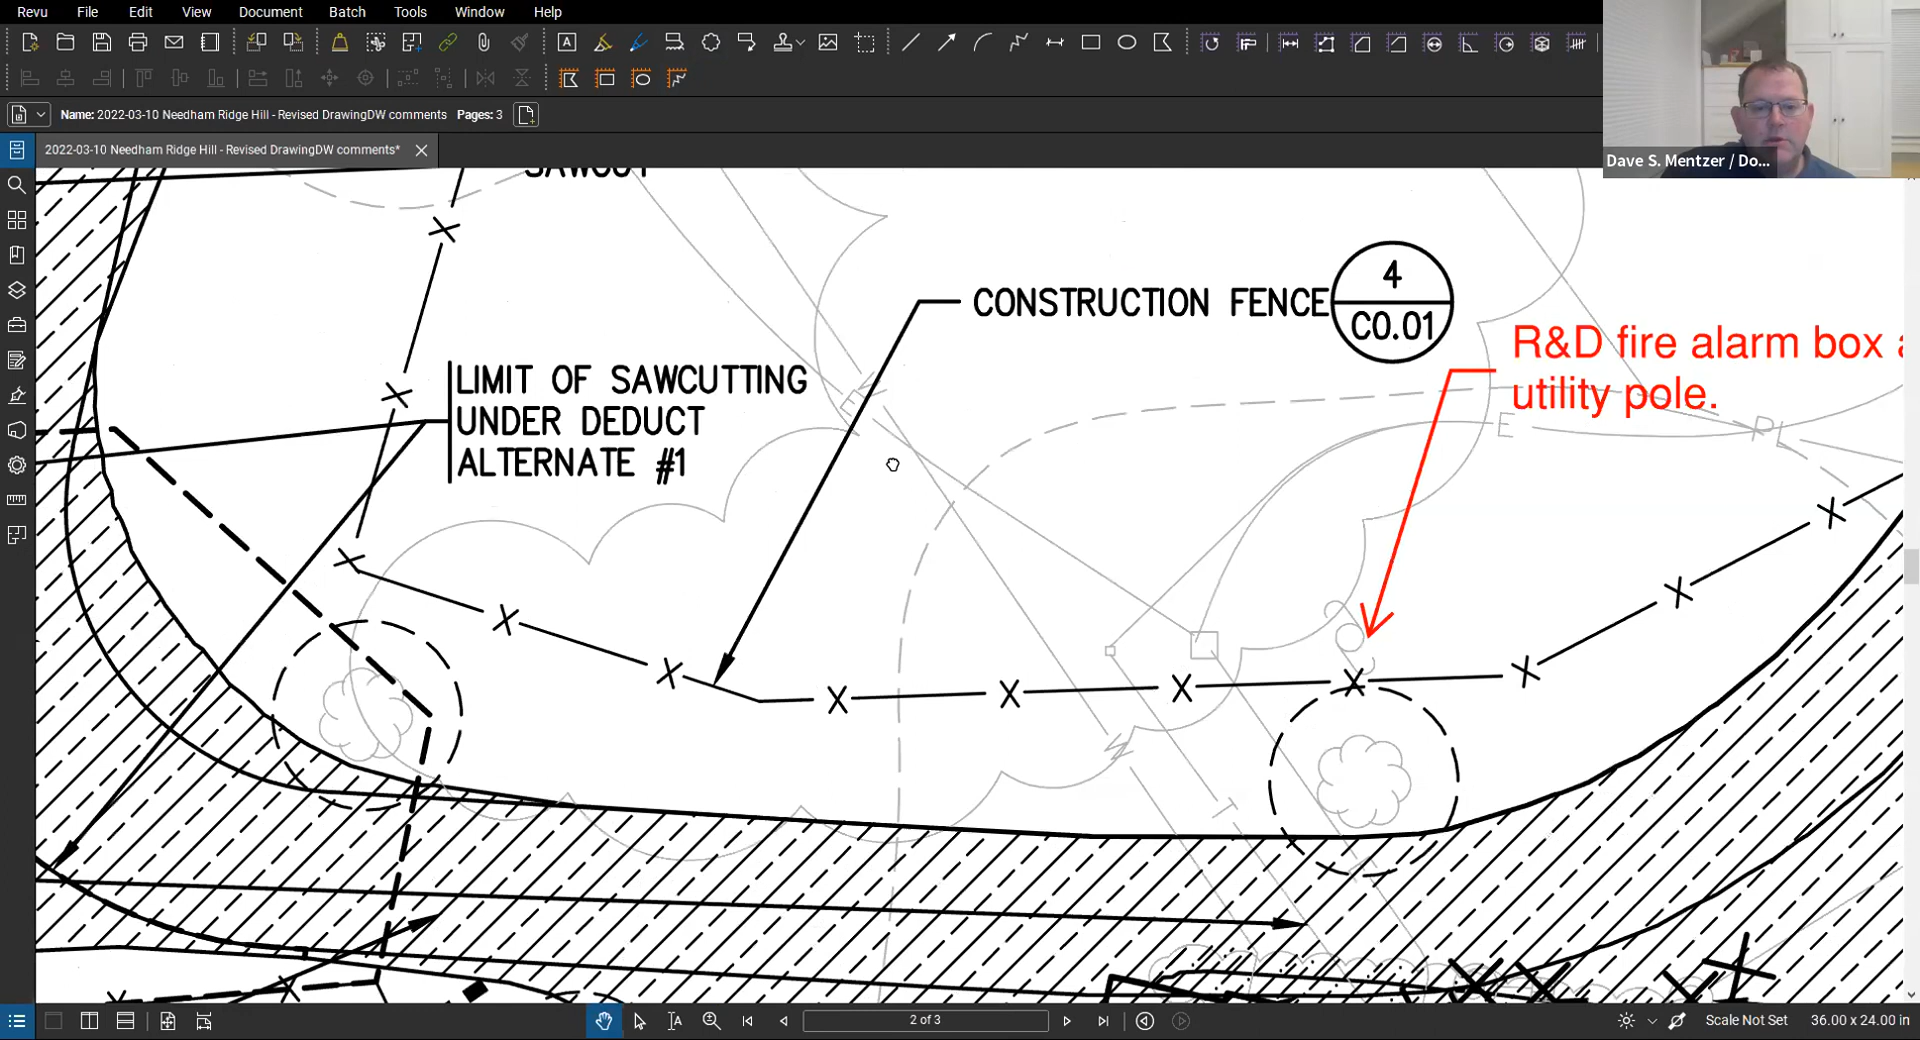 Revu File Edit View Document Batch Tools Window Help
Name: 2022-03-10 Needham Ridge Hill - Revised DrawingDW comments Pages: 3
2022-03-10 Needham Ridge Hill - Revised DrawingDW comments*
Dave S. Mentzer / Do...
SAWCUT
CONSTRUCTION FENCE
4
C0.01
R&D fire alarm box a
utility pole.
LIMIT OF SAWCUTTING
UNDER DEDUCT
ALTERNATE #1
E
E
PL
W
T
2 of 3
Scale Not Set
36.00 x 24.00 in